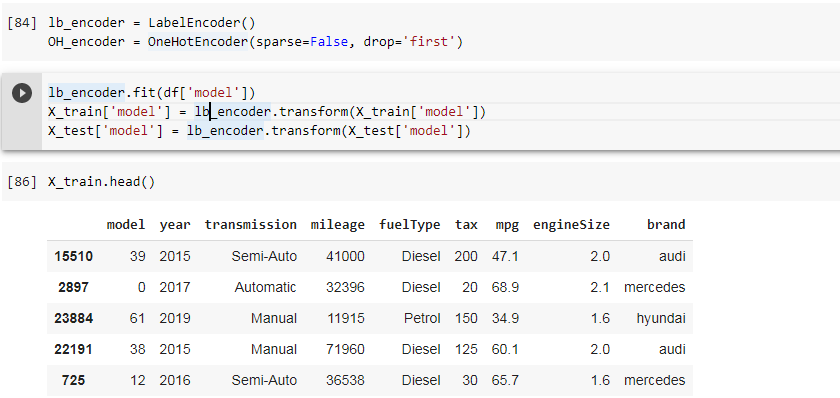 [84] lb_encoder = LabelEncoder()
OH_encoder = OneHotEncoder(sparse=False, drop='first')
lb_encoder.fit(df['model'])
X_train['model'] = lb_encoder.transform(X_train['model'])
X_test['model'] = lb_encoder.transform(X_test['model'])
[86] X_train.head()
model year transmission mileage fuelType tax mpg engineSize brand
15510 39 2015 Semi-Auto 41000 Diesel 200 47.1 2.0 audi
2897 0 2017 Automatic 32396 Diesel 20 68.9 2.1 mercedes
23884 61 2019 Manual 11915 Petrol 150 34.9 1.6 hyundai
22191 38 2015 Manual 71960 Diesel 125 60.1 2.0 audi
725 12 2016 Semi-Auto 36538 Diesel 30 65.7 1.6 mercedes